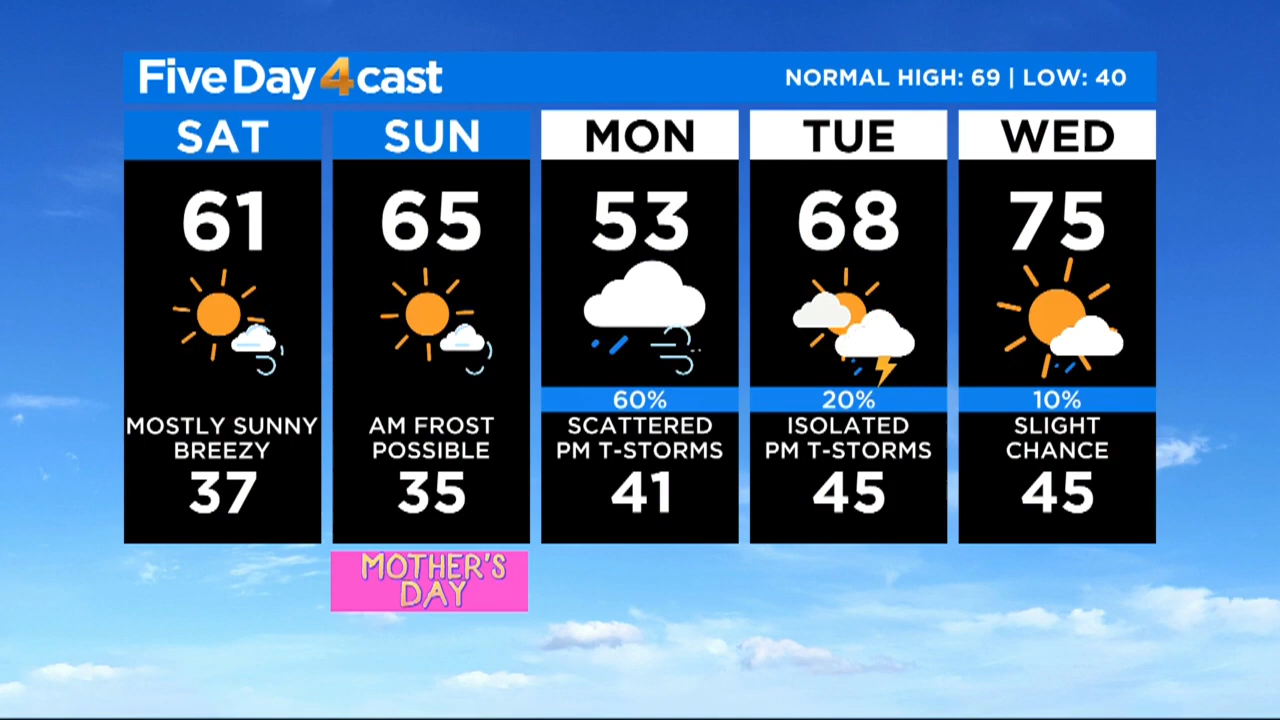 Five Day 4cast
NORMAL HIGH: 69 | LOW: 40
SAT
61
MOSTLY SUNNY
BREEZY
37
SUN
65
AM FROST
POSSIBLE
35
MOTHER'S
DAY
MON
53
60%
SCATTERED
PM T-STORMS
41
TUE
68
20%
ISOLATED
PM T-STORMS
45
WED
75
10%
SLIGHT
CHANCE
45